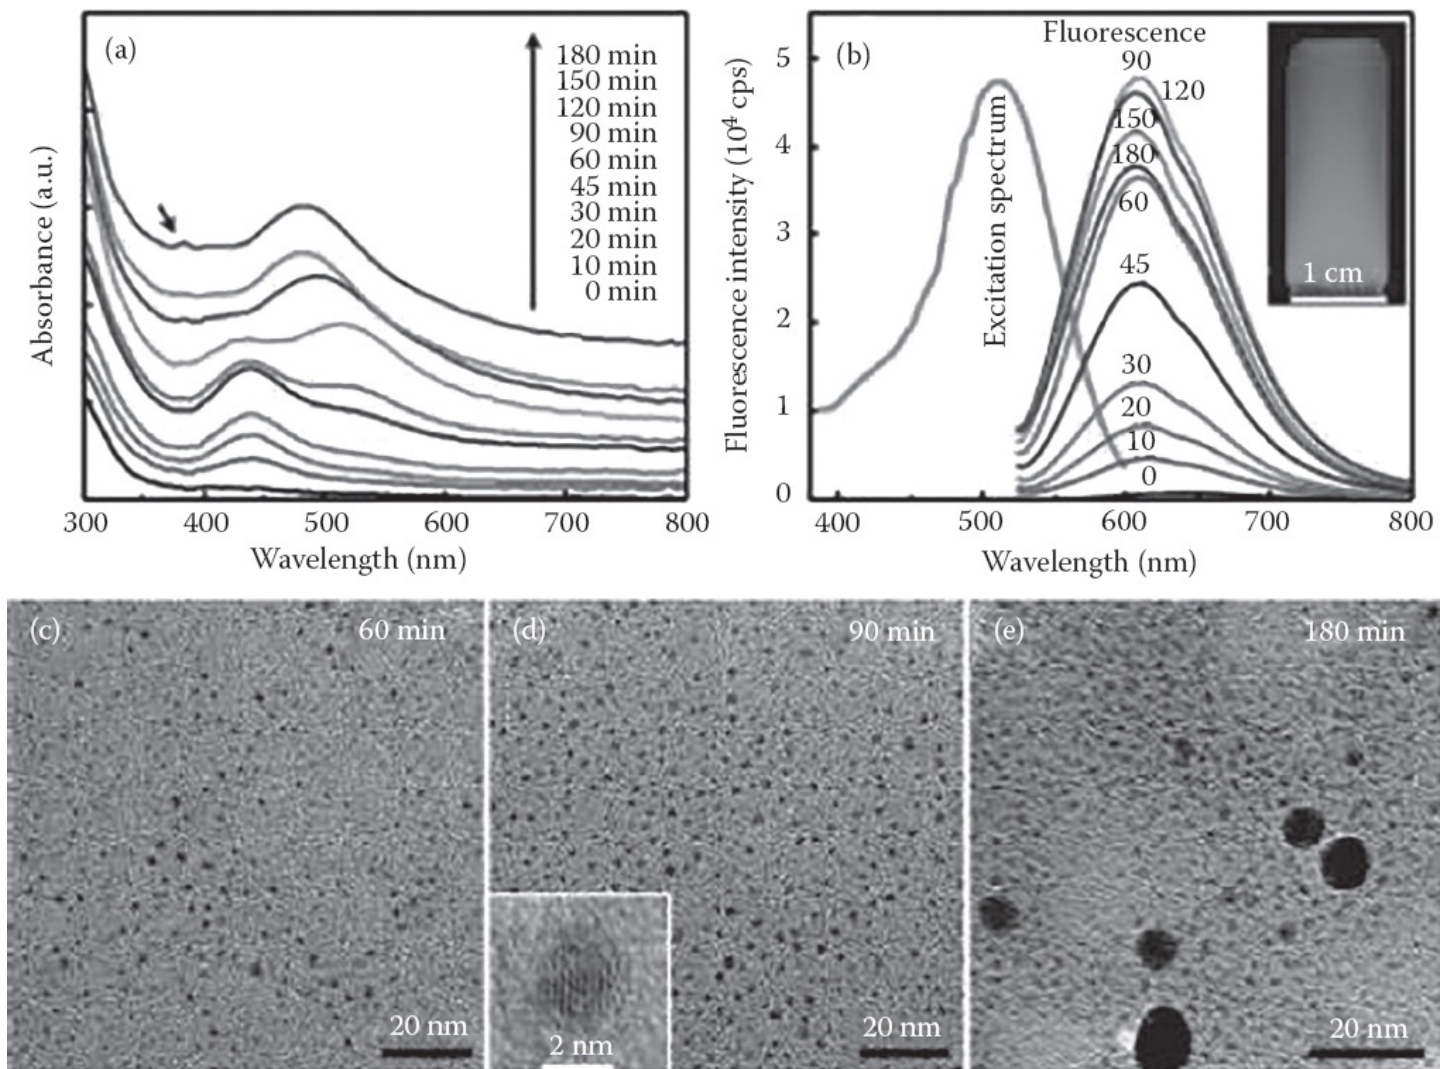 (a)
180 min
150 min
120 min
90 min
60 min
45 min
30 min
20 min
10 min
0 min
Absorbance (a.u.)
300 400 500 600 700 800
Wavelength (nm)
(b)
Fluorescence
90
120
150
180
60
45
30
20
10
0
Excitation spectrum
1 cm
Fluorescence intensity (10⁴ cps)
5
4
3
2
1
0
400 500 600 700 800
Wavelength (nm)
(c) 60 min
20 nm
(d) 90 min
2 nm
20 nm
(e) 180 min
20 nm